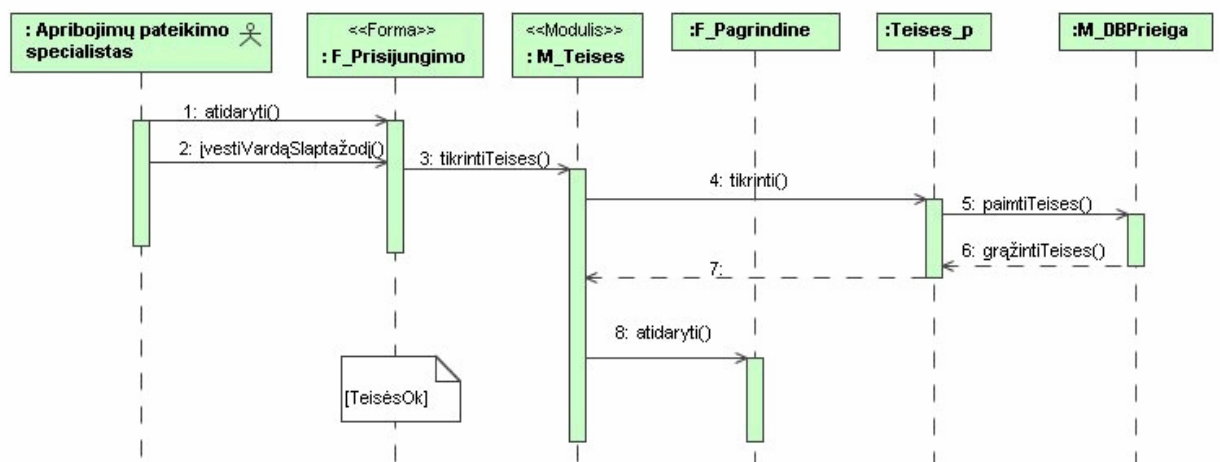 : Apribojimų pateikimo
specialistas
<<Forma>>
: F_Prisijungimo
<<Modulis>>
: M_Teises
:F_Pagrindine
:Teises_p
:M_DBPrieiga
1: atidaryti()
2: įvestiVardąSlaptažodį()
3: tikrintiTeises()
4: tikrinti()
5: paimtiTeises()
6: grąžintiTeises()
7:
8: atidaryti()
[TeisėsOk]